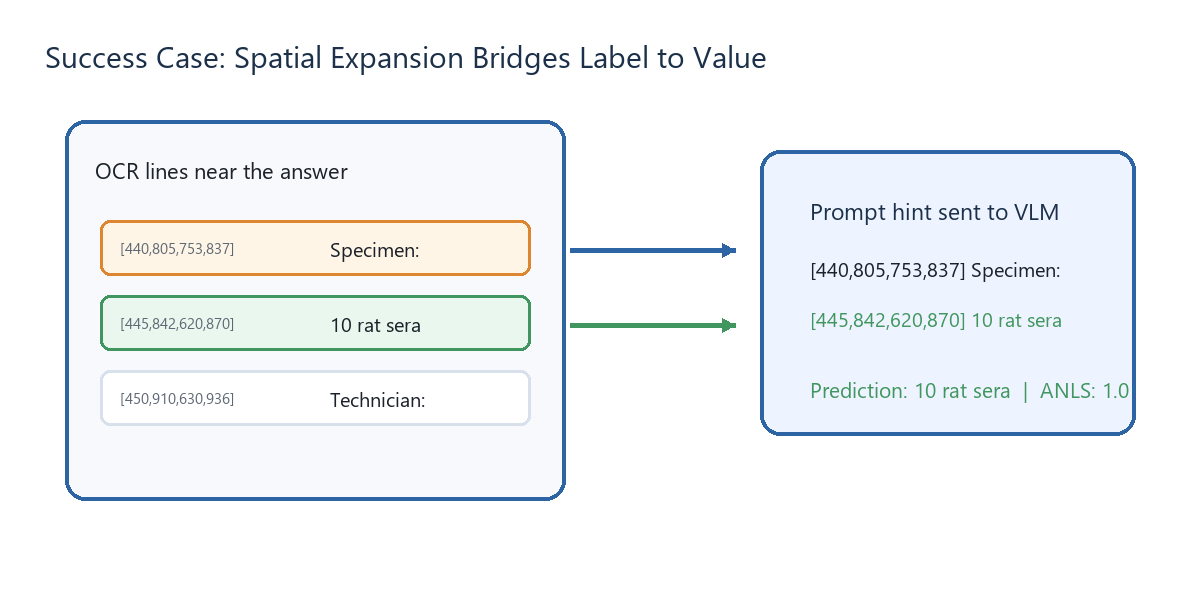 Success Case: Spatial Expansion Bridges Label to Value
OCR lines near the answer
[440,805,753,837] Specimen:
[445,842,620,870] 10 rat sera
[450,910,630,936] Technician:
Prompt hint sent to VLM
[440,805,753,837] Specimen:
[445,842,620,870] 10 rat sera
Prediction: 10 rat sera | ANLS: 1.0